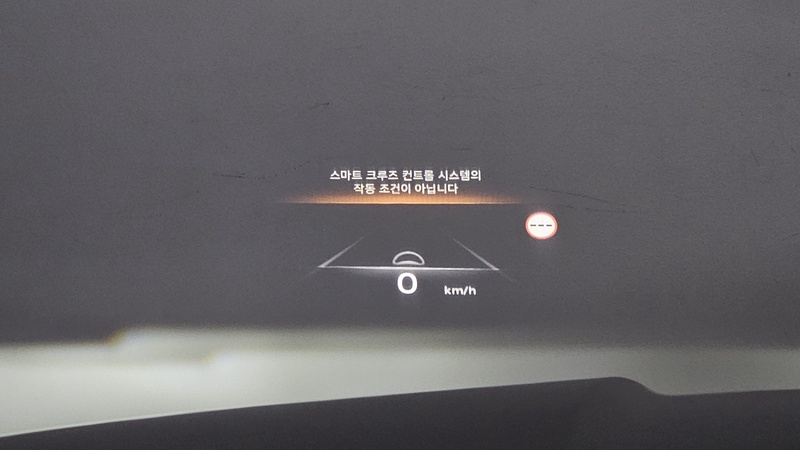 스마트 크루즈 컨트롤 시스템의
작동 조건이 아닙니다
---
0 km/h